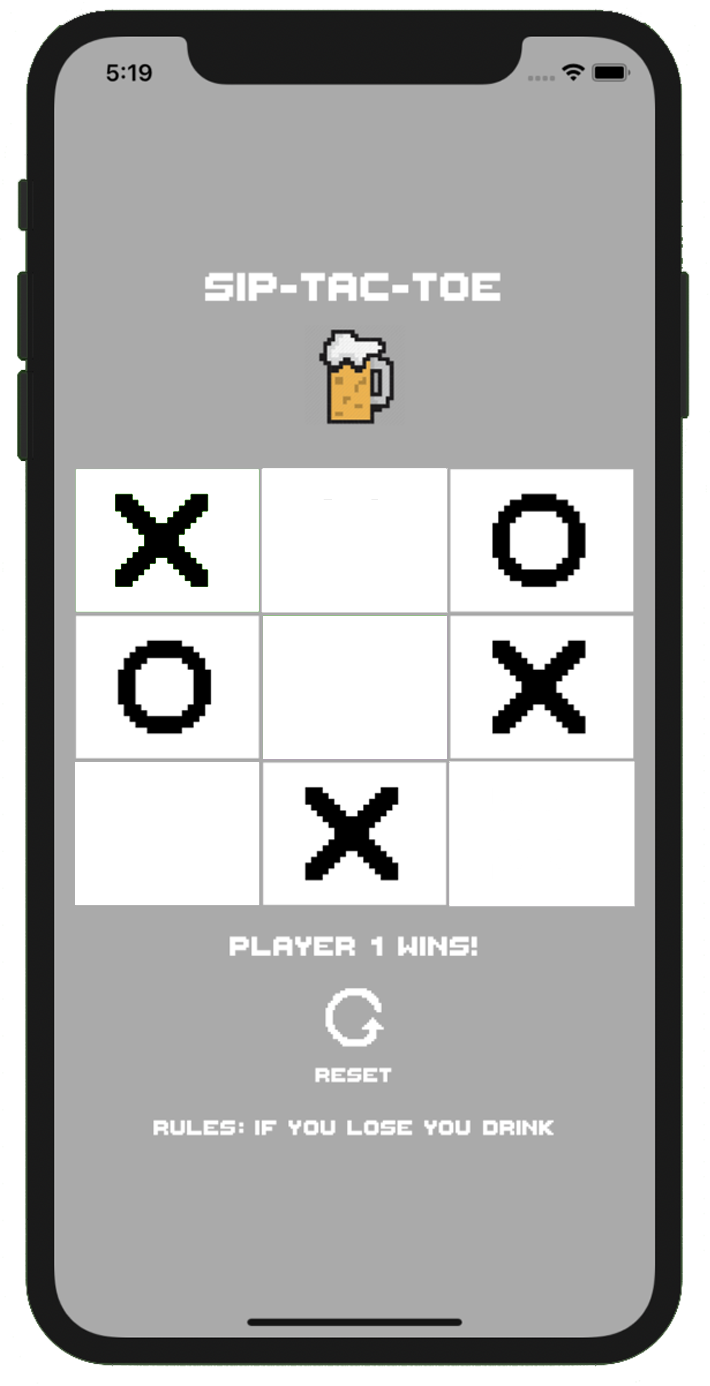 5:19
SIP-TAC-TOE
X O
O X
X
PLAYER 1 WINS!
RESET
RULES: IF YOU LOSE YOU DRINK